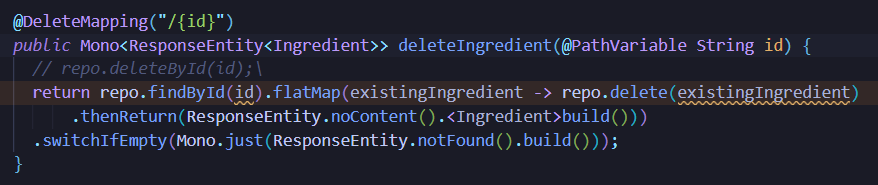 @DeleteMapping("/{id}")
public Mono<ResponseEntity<Ingredient>> deleteIngredient(@PathVariable String id) {
// repo.deleteById(id);\
return repo.findById(id).flatMap(existingIngredient -> repo.delete(existingIngredient)
.thenReturn(ResponseEntity.noContent().<Ingredient>build()))
.switchIfEmpty(Mono.just(ResponseEntity.notFound().build()));
}